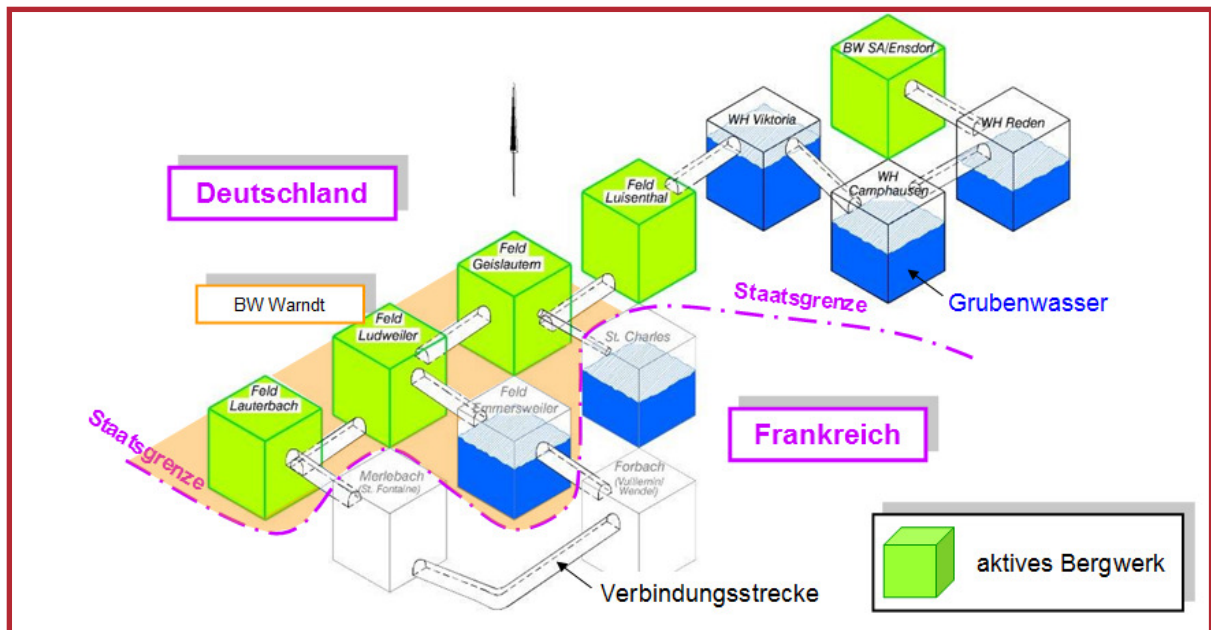 BW SA/Ensdorf
WH Viktoria
WH Reden
WH
Camphausen
Deutschland
Feld
Luisenthal
Feld
Geislautern
BW Warndt
Staatsgrenze
Grubenwasser
Feld
Ludweiler
St. Charles
Feld
Lauterbach
Feld
Emmersweiler
Staatsgrenze
Frankreich
Merlebach
(St. Fontaine)
Forbach
(Vuillemin/
Wendel)
aktives Bergwerk
Verbindungsstrecke